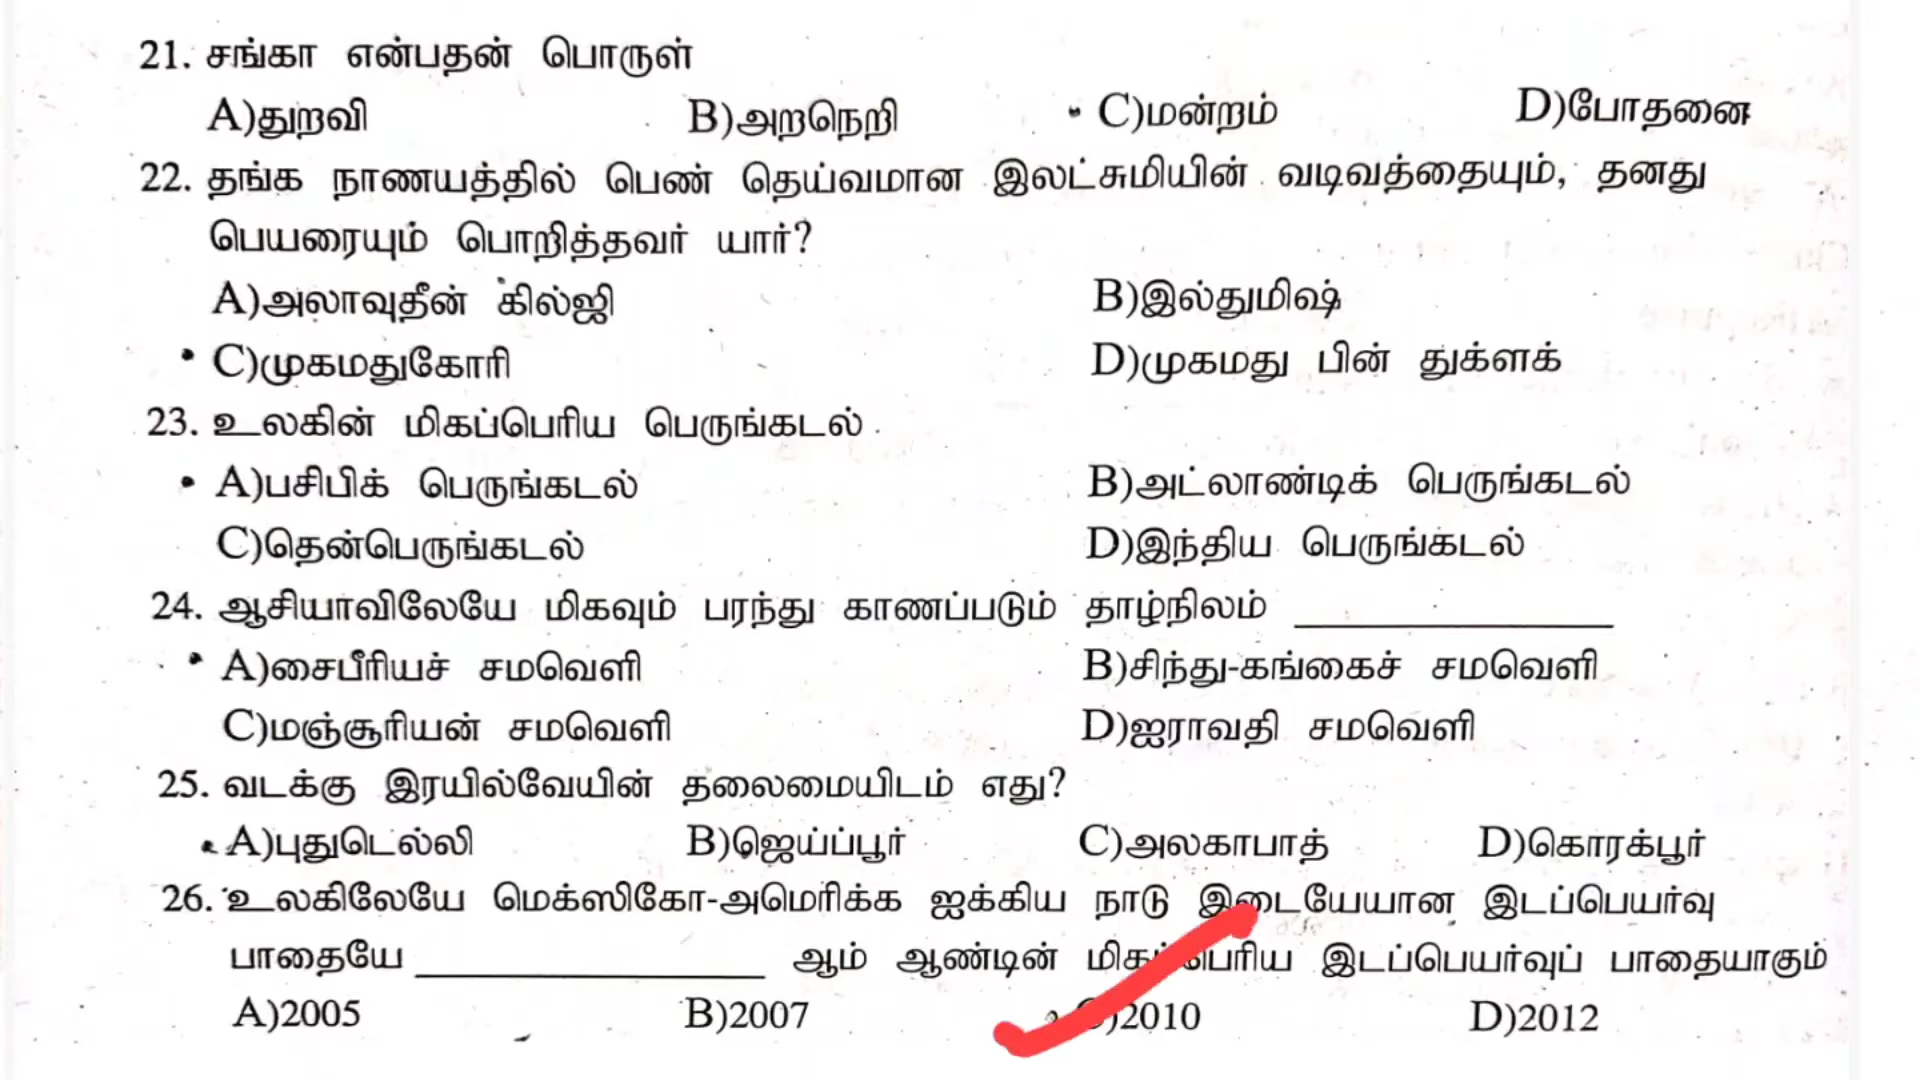 21. சங்கா என்பதன் பொருள்
A)துறவி B)அறநெறி C)மன்றம் D)போதனை
22. தங்க நாணயத்தில் பெண் தெய்வமான இலட்சுமியின் வடிவத்தையும், தனது
பெயரையும் பொறித்தவர் யார்?
A)அலாவுதீன் கில்ஜி B)இல்துமிஷ்
C)முகமதுகோரி D)முகமது பின் துக்ளக்
23. உலகின் மிகப்பெரிய பெருங்கடல்
A)பசிபிக் பெருங்கடல் B)அட்லாண்டிக் பெருங்கடல்
C)தென்பெருங்கடல் D)இந்திய பெருங்கடல்
24. ஆசியாவிலேயே மிகவும் பரந்து காணப்படும் தாழ்நிலம் ______________
A)சைபீரியச் சமவெளி B)சிந்து-கங்கைச் சமவெளி
C)மஞ்சூரியன் சமவெளி D)ஐராவதி சமவெளி
25. வடக்கு இரயில்வேயின் தலைமையிடம் எது?
A)புதுடெல்லி B)ஜெய்ப்பூர் C)அலகாபாத் D)கொரக்பூர்
26. உலகிலேயே மெக்ஸிகோ-அமெரிக்க ஐக்கிய நாடு இடையேயான இடப்பெயர்வு
பாதையே ______________ ஆம் ஆண்டின் மிகப்பெரிய இடப்பெயர்வுப் பாதையாகும்
A)2005 B)2007 C)2010 D)2012